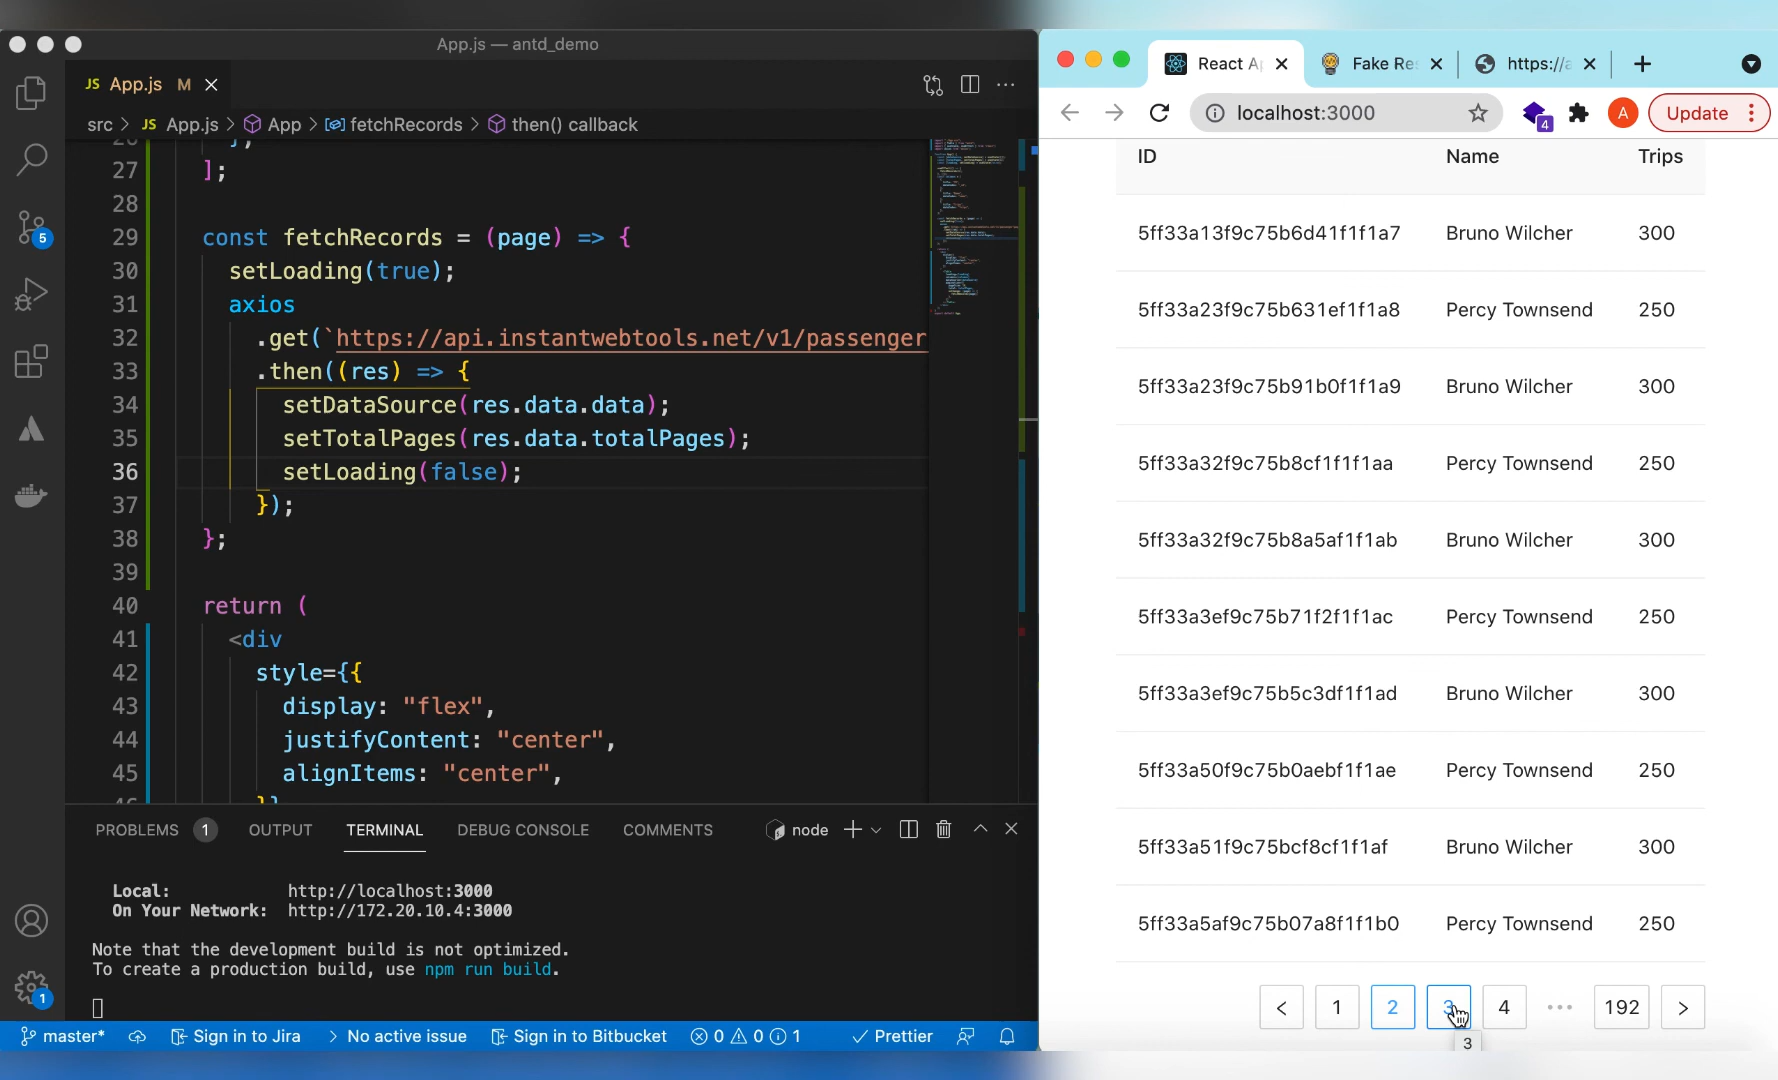 App.js — antd_demo
JS App.js M
src > JS App.js > App > fetchRecords > then() callback
27 ];
28
29 const fetchRecords = (page) => {
30 setLoading(true);
31 axios
32 .get(`https://api.instantwebtools.net/v1/passenger
33 .then((res) => {
34 setDataSource(res.data.data);
35 setTotalPages(res.data.totalPages);
36 setLoading(false);
37 });
38 };
39
40 return (
41 <div
42 style={{
43 display: "flex",
44 justifyContent: "center",
45 alignItems: "center",
5
1
PROBLEMS 1 OUTPUT TERMINAL DEBUG CONSOLE COMMENTS node
Local: http://localhost:3000
On Your Network: http://172.20.10.4:3000
Note that the development build is not optimized.
To create a production build, use npm run build.
master* Sign in to Jira > No active issue Sign in to Bitbucket 0 0 1 Prettier
React Ap Fake Res https://a
localhost:3000 4 A Update
ID Name Trips
5ff33a13f9c75b6d41f1f1a7 Bruno Wilcher 300
5ff33a23f9c75b631ef1f1a8 Percy Townsend 250
5ff33a23f9c75b91b0f1f1a9 Bruno Wilcher 300
5ff33a32f9c75b8cf1f1f1aa Percy Townsend 250
5ff33a32f9c75b8a5af1f1ab Bruno Wilcher 300
5ff33a3ef9c75b71f2f1f1ac Percy Townsend 250
5ff33a3ef9c75b5c3df1f1ad Bruno Wilcher 300
5ff33a50f9c75b0aebf1f1ae Percy Townsend 250
5ff33a51f9c75bcf8cf1f1af Bruno Wilcher 300
5ff33a5af9c75b07a8f1f1b0 Percy Townsend 250
< 1 2 3 4 ••• 192 >
3